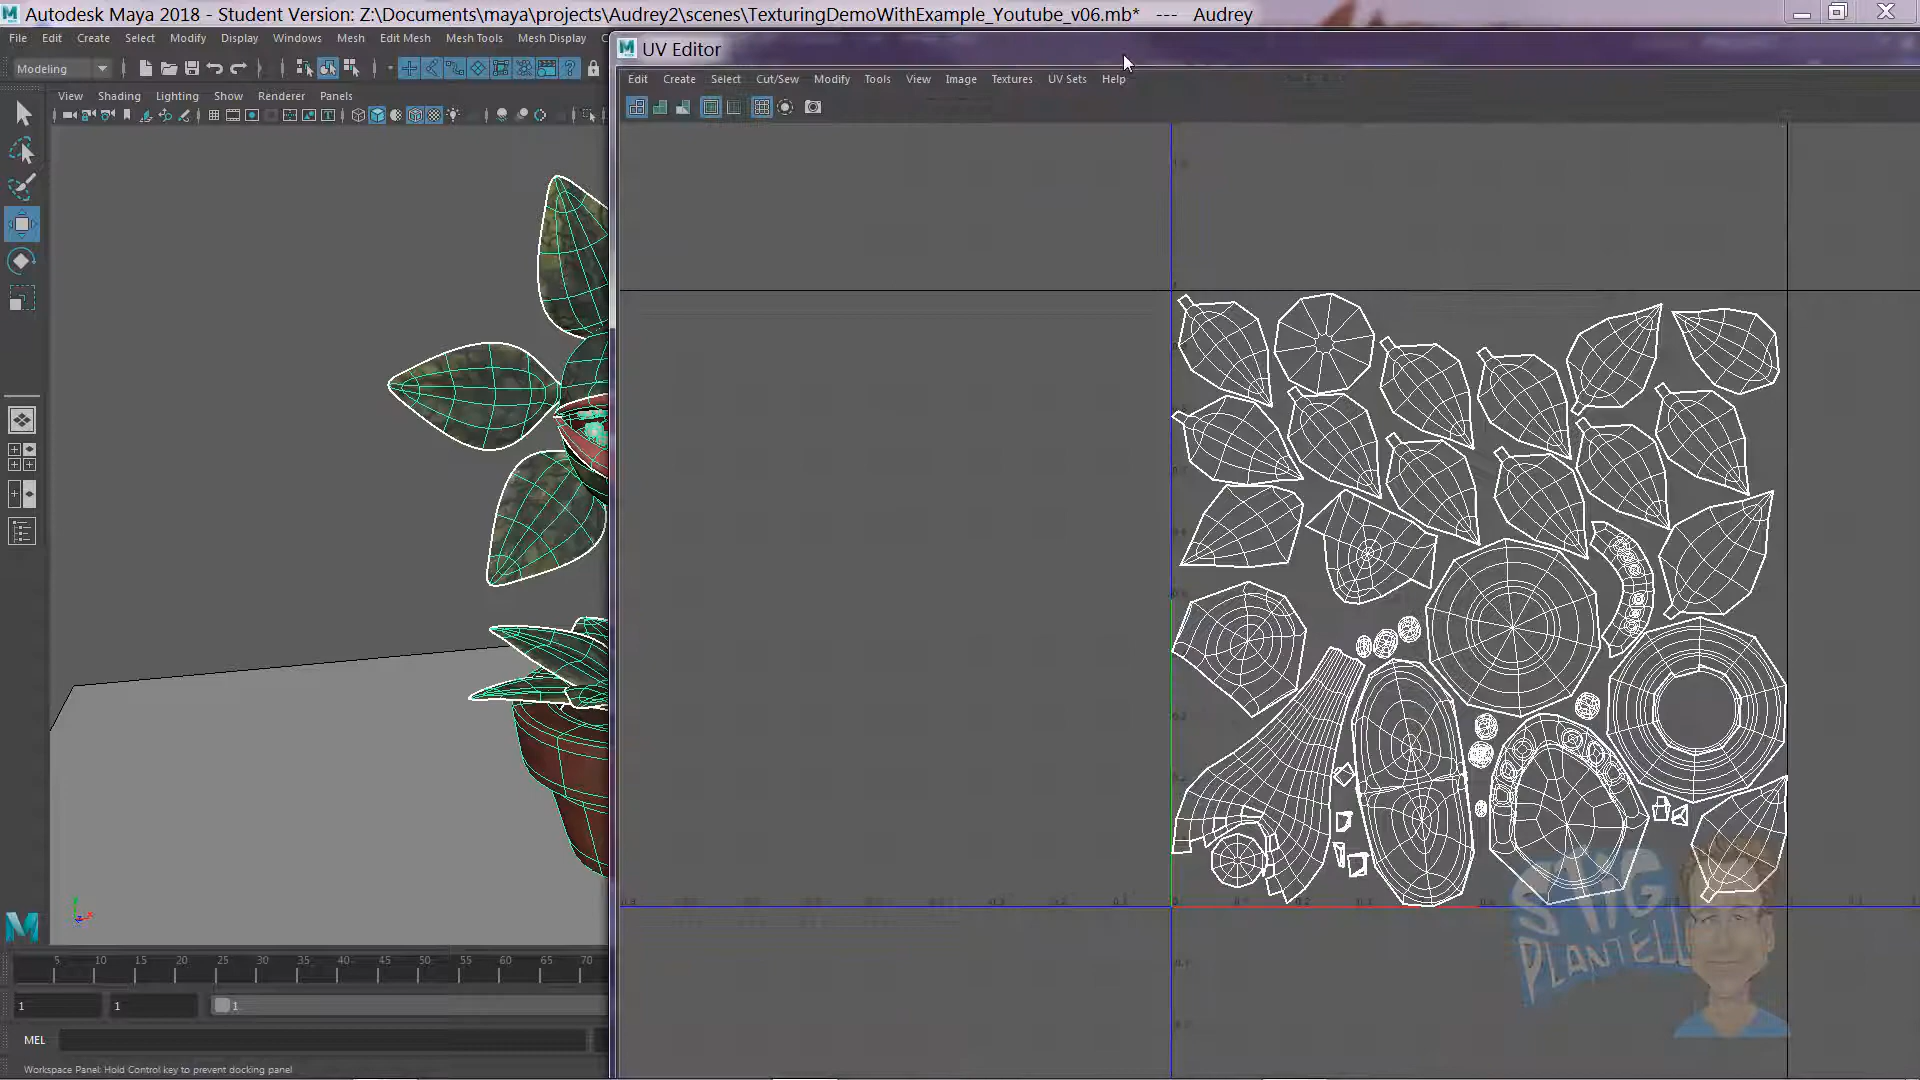 Autodesk Maya 2018 - Student Version: Z:\Documents\maya\projects\Audrey2\scenes\TexturingDemoWithExample_Youtube_v06.mb* --- Audrey
File Edit Create Select Modify Display Windows Mesh Edit Mesh Mesh Tools Mesh Display
Modeling
View Shading Lighting Show Renderer Panels
UV Editor
Edit Create Select Cut/Sew Modify Tools View Image Textures UV Sets Help
5 10 15 20 25 30 35 40 45 50 55 60 65 70
1 1 1
MEL
Workspace Panel: Hold Control key to prevent docking panel
PLANTELL